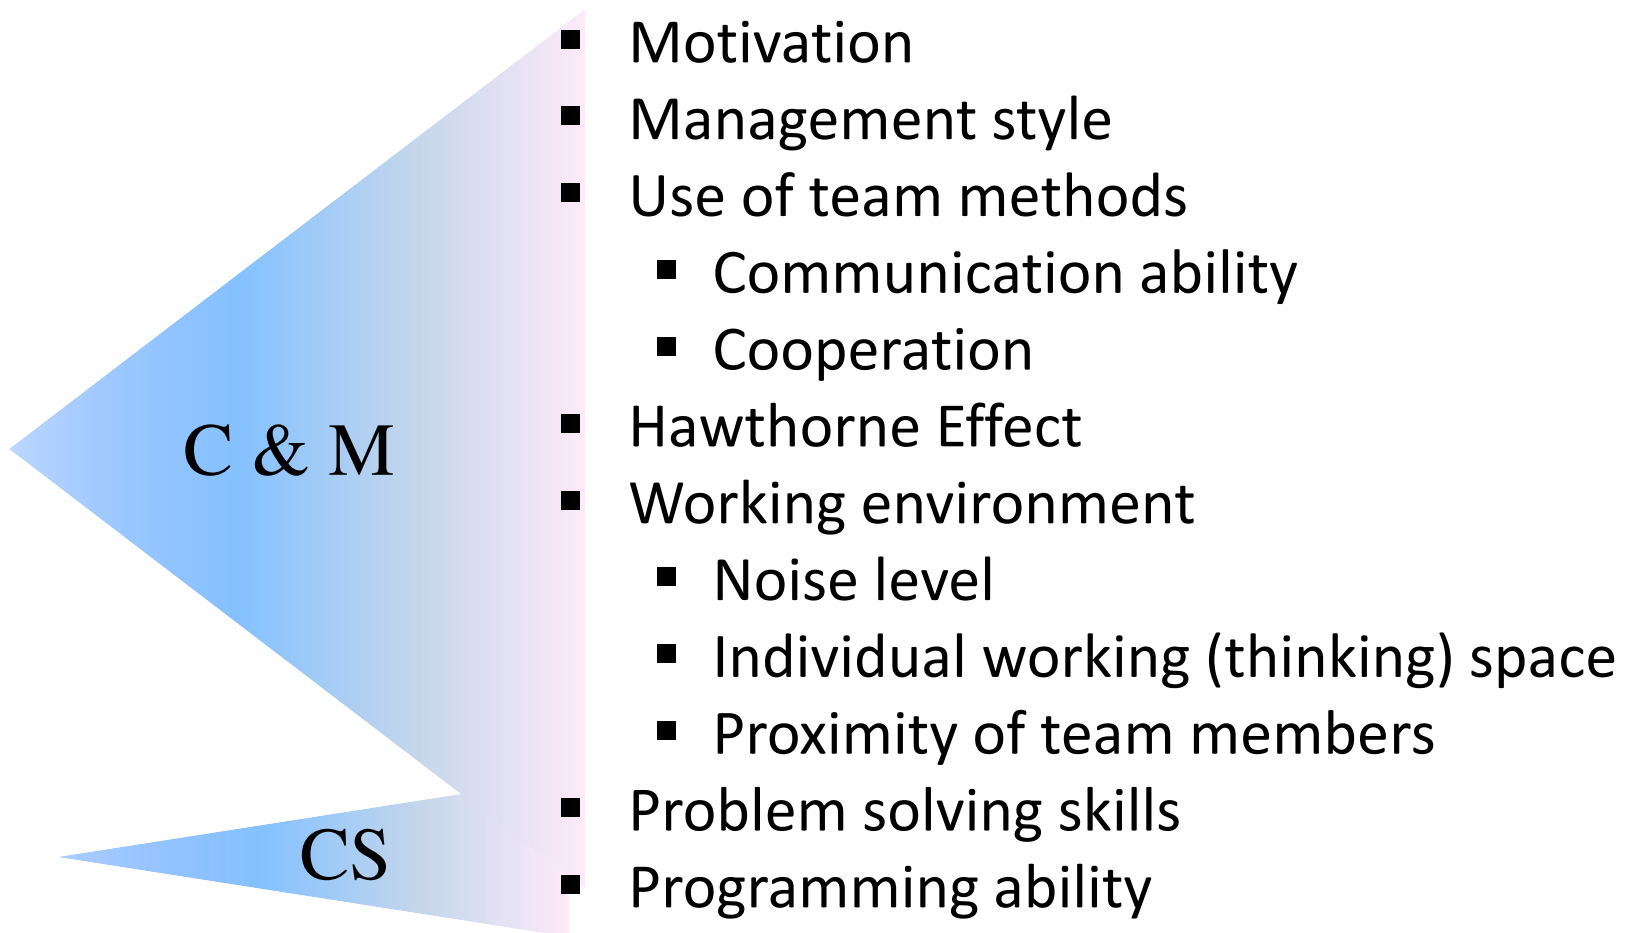 ▪ Motivation
▪ Management style
▪ Use of team methods
▪ Communication ability
▪ Cooperation
▪ Hawthorne Effect
C & M
▪ Working environment
▪ Noise level
▪ Individual working (thinking) space
▪ Proximity of team members
▪ Problem solving skills
CS
▪ Programming ability